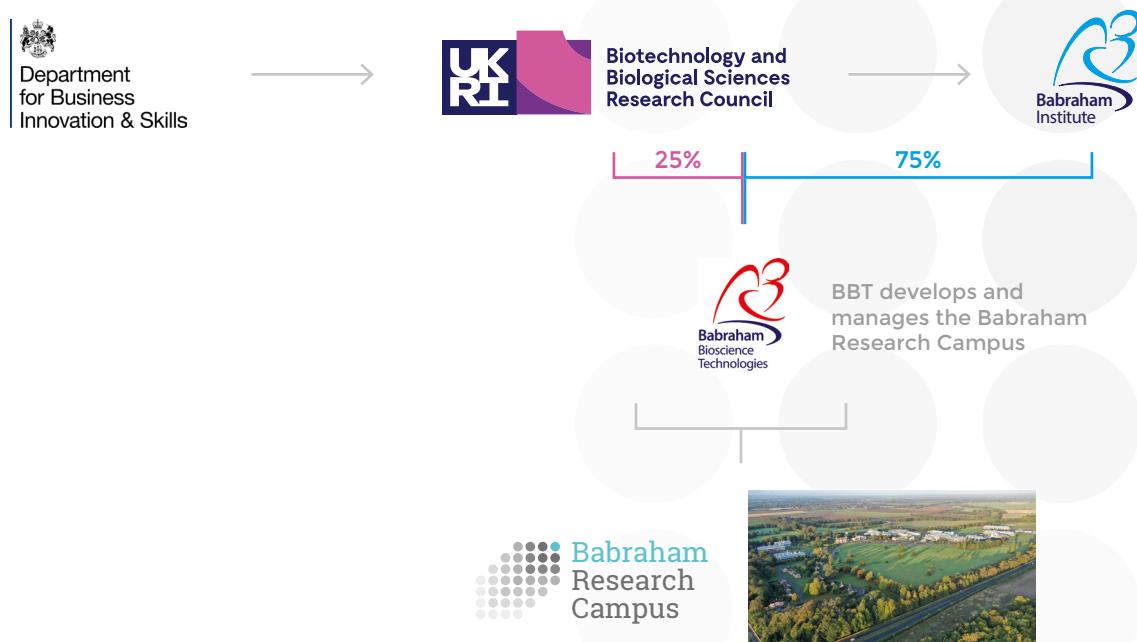 Department
for Business
Innovation & Skills
UK
RI
Biotechnology and
Biological Sciences
Research Council
Babraham
Institute
25%
75%
Babraham
Bioscience
Technologies
BBT develops and
manages the Babraham
Research Campus
Babraham
Research
Campus